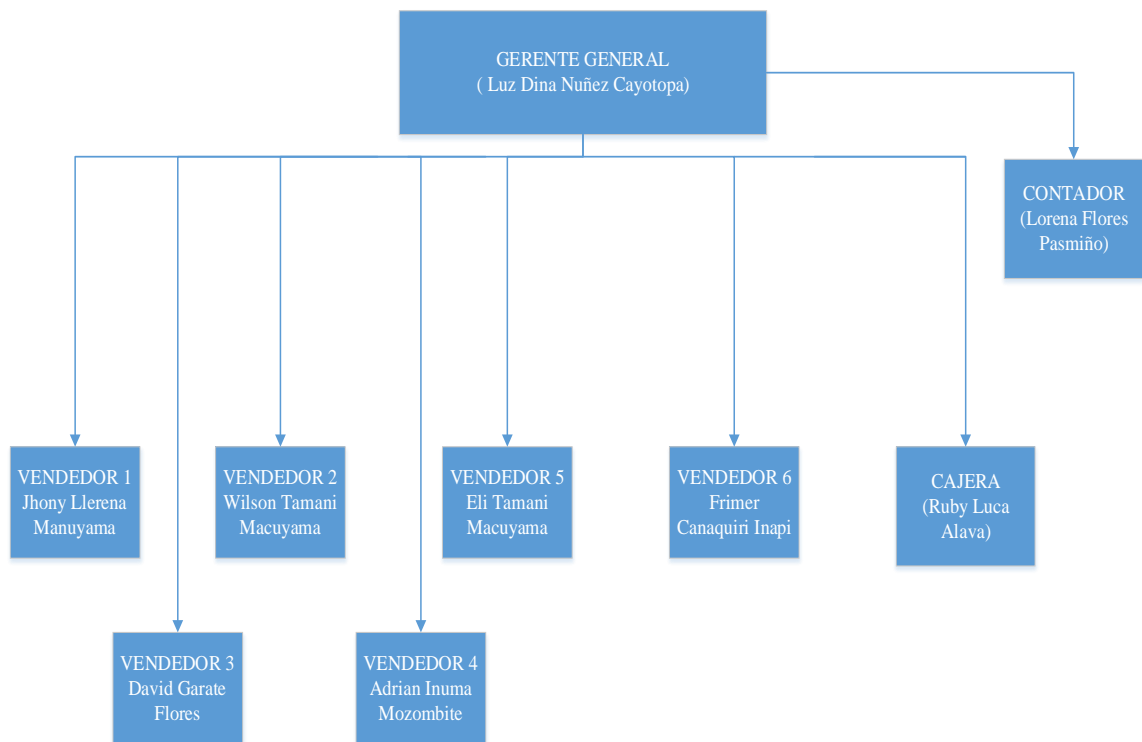 GERENTE GENERAL
( Luz Dina Nuñez Cayotopa)
CONTADOR
(Lorena Flores
Pasmiño)
VENDEDOR 1
Jhony Llerena
Manuyama
VENDEDOR 2
Wilson Tamani
Macuyama
VENDEDOR 5
Eli Tamani
Macuyama
VENDEDOR 6
Frimer
Canaquiri Inapi
CAJERA
(Ruby Luca
Alava)
VENDEDOR 3
David Garate
Flores
VENDEDOR 4
Adrian Inuma
Mozombite